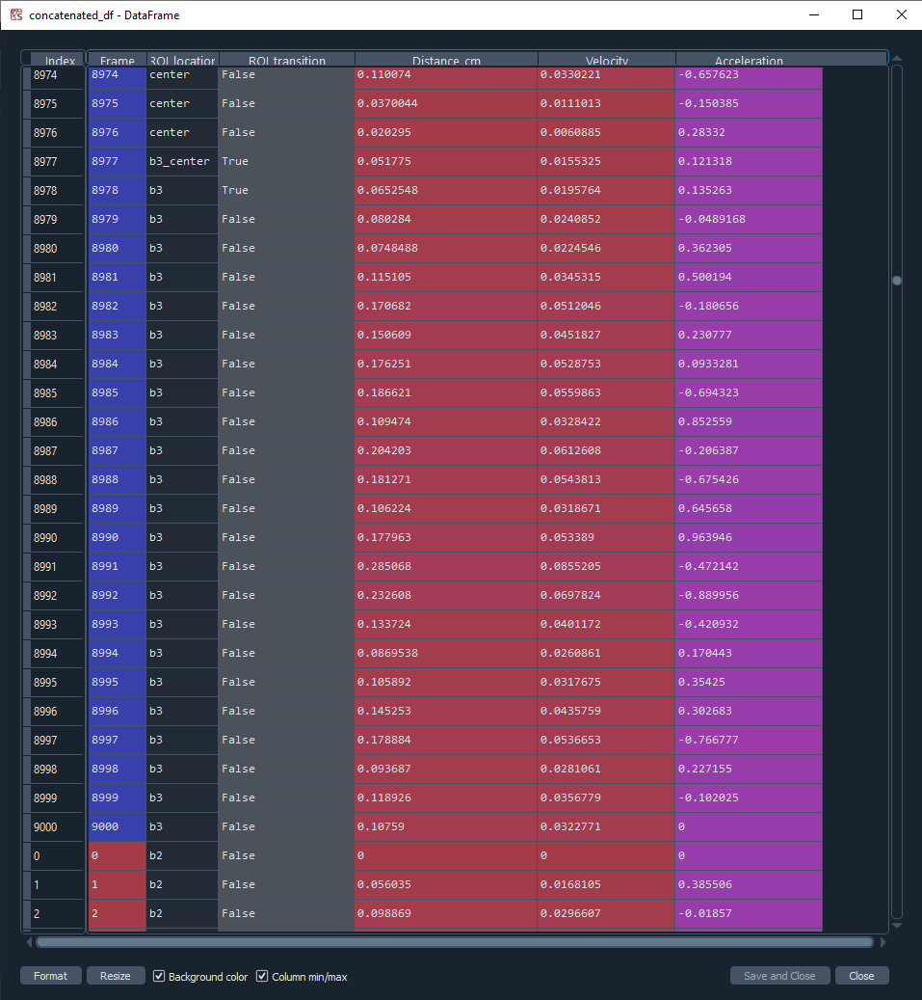 concatenated_df - DataFrame
Index Frame ROI location ROI transition Distance_cm Velocity Acceleration
8974 8974 center False 0.110074 0.0330221 -0.657623
8975 8975 center False 0.0370044 0.0111013 -0.150385
8976 8976 center False 0.020295 0.0060885 0.28332
8977 8977 b3_center True 0.051775 0.0155325 0.121318
8978 8978 b3 True 0.0652548 0.0195764 0.135263
8979 8979 b3 False 0.080284 0.0240852 -0.0489168
8980 8980 b3 False 0.0748488 0.0224546 0.362305
8981 8981 b3 False 0.115105 0.0345315 0.500194
8982 8982 b3 False 0.170682 0.0512046 -0.180656
8983 8983 b3 False 0.150609 0.0451827 0.230777
8984 8984 b3 False 0.176251 0.0528753 0.0933281
8985 8985 b3 False 0.186621 0.0559863 -0.694323
8986 8986 b3 False 0.109474 0.0328422 0.852559
8987 8987 b3 False 0.204203 0.0612608 -0.206387
8988 8988 b3 False 0.181271 0.0543813 -0.675426
8989 8989 b3 False 0.106224 0.0318671 0.645658
8990 8990 b3 False 0.177963 0.053389 0.963946
8991 8991 b3 False 0.285068 0.0855205 -0.472142
8992 8992 b3 False 0.232608 0.0697824 -0.889956
8993 8993 b3 False 0.133724 0.0401172 -0.420932
8994 8994 b3 False 0.0869538 0.0260861 0.170443
8995 8995 b3 False 0.105892 0.0317675 0.35425
8996 8996 b3 False 0.145253 0.0435759 0.302683
8997 8997 b3 False 0.178884 0.0536653 -0.766777
8998 8998 b3 False 0.093687 0.0281061 0.227155
8999 8999 b3 False 0.118926 0.0356779 -0.102025
9000 9000 b3 False 0.10759 0.0322771 0
0 0 b2 False 0 0 0
1 1 b2 False 0.056035 0.0168105 0.385506
2 2 b2 False 0.098869 0.0296607 -0.01857
Format Resize Background color Column min/max Save and Close Close